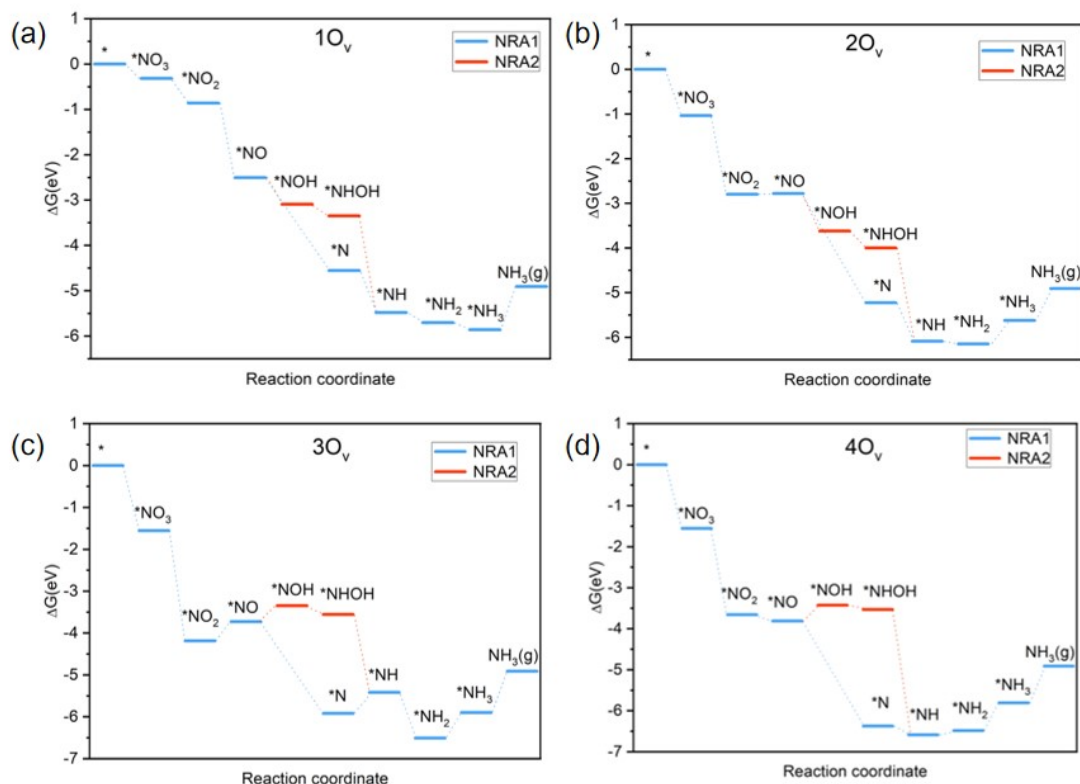 (a)
1Oᵥ
NRA1
NRA2
1
0
-1
-2
-3
-4
-5
-6
ΔG(eV)
*
*NO₃
*NO₂
*NO
*NOH
*NHOH
*N
*NH
*NH₂
*NH₃
NH₃(g)
Reaction coordinate
(b)
2Oᵥ
NRA1
NRA2
1
0
-1
-2
-3
-4
-5
-6
ΔG(eV)
*
*NO₃
*NO₂
*NO
*NOH
*NHOH
*N
*NH
*NH₂
*NH₃
NH₃(g)
Reaction coordinate
(c)
3Oᵥ
NRA1
NRA2
1
0
-1
-2
-3
-4
-5
-6
-7
ΔG(eV)
*
*NO₃
*NO₂
*NO
*NOH
*NHOH
*N
*NH
*NH₂
*NH₃
NH₃(g)
Reaction coordinate
(d)
4Oᵥ
NRA1
NRA2
1
0
-1
-2
-3
-4
-5
-6
-7
ΔG(eV)
*
*NO₃
*NO₂
*NO
*NOH
*NHOH
*N
*NH
*NH₂
*NH₃
NH₃(g)
Reaction coordinate